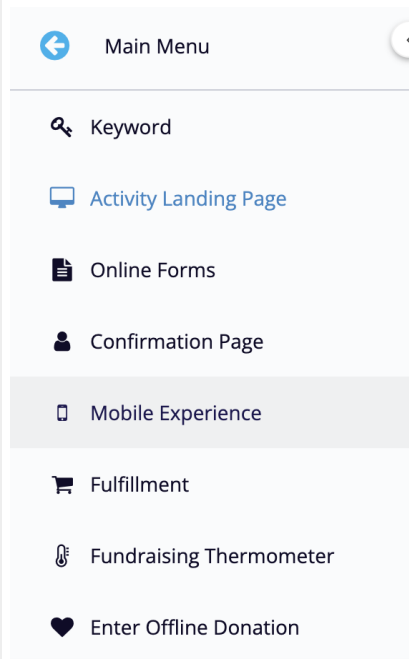 Main Menu
Keyword
Activity Landing Page
Online Forms
Confirmation Page
Mobile Experience
Fulfillment
Fundraising Thermometer
Enter Offline Donation